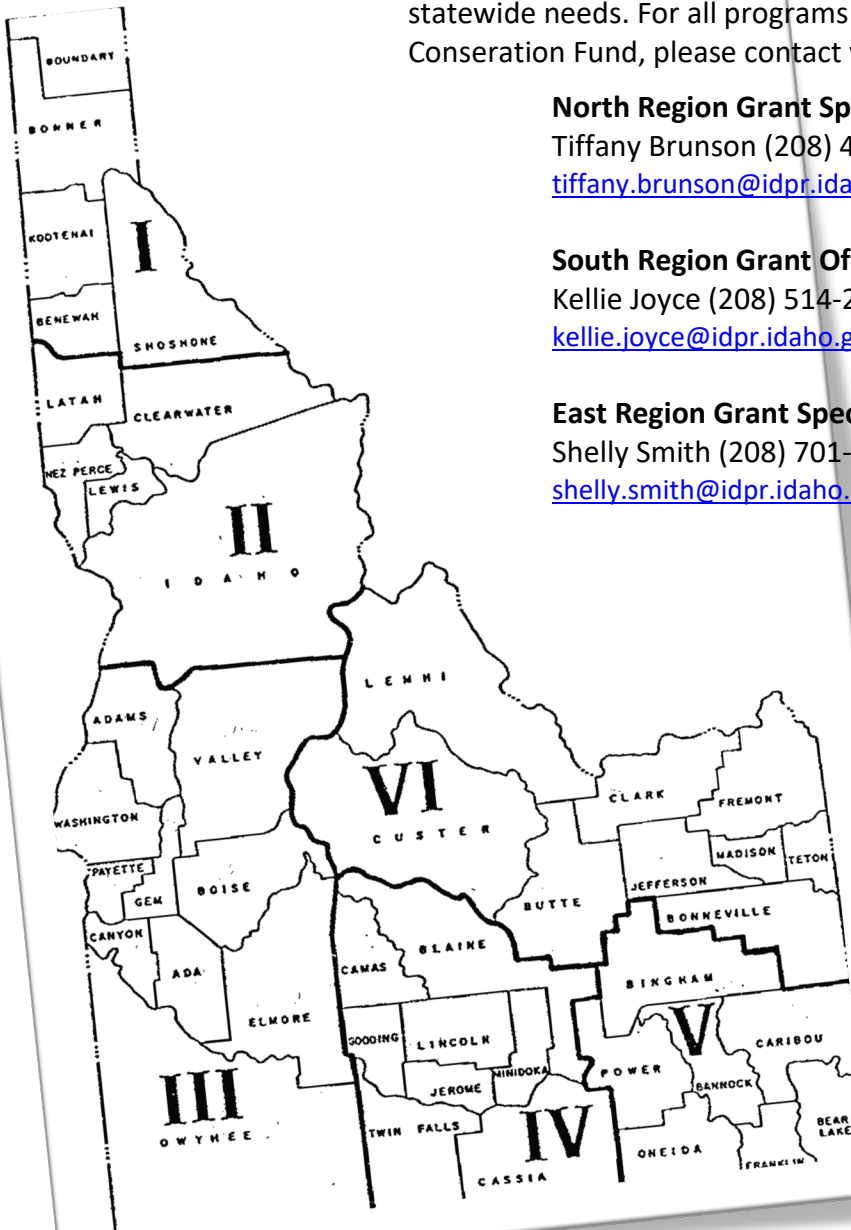 statewide needs. For all programs
Conseration Fund, please contact
North Region Grant Sp
Tiffany Brunson (208) 4
tiffany.brunson@idpr.ida
South Region Grant Of
Kellie Joyce (208) 514-2
kellie.joyce@idpr.idaho.g
East Region Grant Spec
Shelly Smith (208) 701-
shelly.smith@idpr.idaho.
BOUNDARY
BONNER
KOOTENAI
I
BENEWAH
SHOSHONE
LATAH
CLEARWATER
NEZ PERCE
LEWIS
II
IDAHO
LEMHI
ADAMS
VALLEY
VI
CUSTER
CLARK
FREMONT
WASHINGTON
PAYETTE
GEM
BOISE
BUTTE
JEFFERSON
MADISON
TETON
CANYON
ADA
CAMAS
BLAINE
BONNEVILLE
BINGHAM
ELMORE
GOODING
LINCOLN
MINIDOKA
JEROME
POWER
V
CARIBOU
BANNOCK
III
OWYHEE
TWIN FALLS
IV
CASSIA
ONEIDA
FRANKLIN
BEAR
LAKE